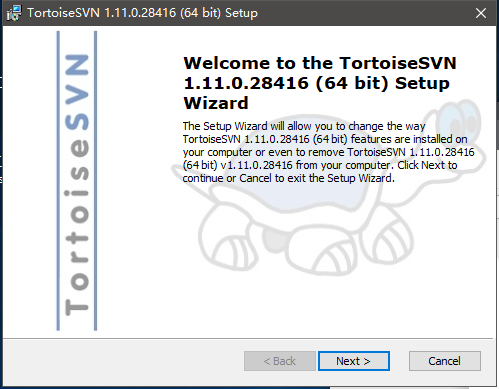 TortoiseSVN 1.11.0.28416 (64 bit) Setup
TortoiseSVN
Welcome to the TortoiseSVN
1.11.0.28416 (64 bit) Setup
Wizard
The Setup Wizard will allow you to change the way
TortoiseSVN 1.11.0.28416 (64 bit) features are installed on
your computer or even to remove TortoiseSVN 1.11.0.28416
(64 bit) v1.11.0.28416 from your computer. Click Next to
continue or Cancel to exit the Setup Wizard.
< Back
Next >
Cancel